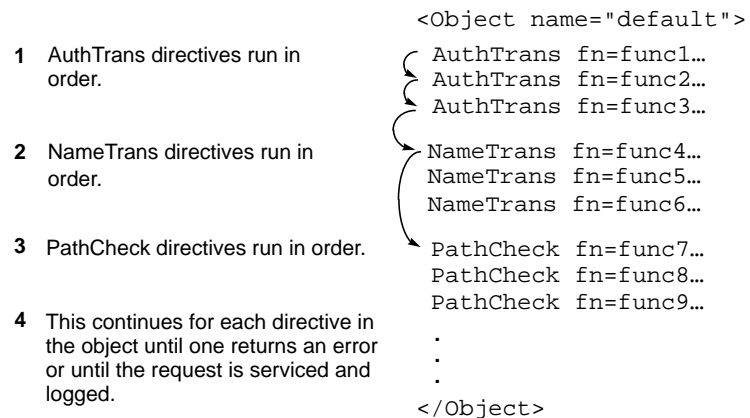 <Object name="default">
1 AuthTrans directives run in
order.
AuthTrans fn=func1…
AuthTrans fn=func2…
AuthTrans fn=func3…
2 NameTrans directives run in
order.
NameTrans fn=func4…
NameTrans fn=func5…
NameTrans fn=func6…
3 PathCheck directives run in order.
PathCheck fn=func7…
PathCheck fn=func8…
PathCheck fn=func9…
4 This continues for each directive in
the object until one returns an error
or until the request is serviced and
logged.
.
.
.
</Object>